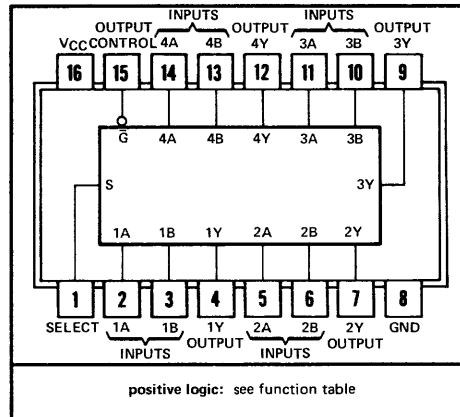 INPUTS INPUTS
OUTPUT OUTPUT OUTPUT
VCC CONTROL 4A 4B 4Y 3A 3B 3Y
16 15 14 13 12 11 10 9
G̅ 4A 4B 4Y 3A 3B
S 3Y
1A 1B 1Y 2A 2B 2Y
1 2 3 4 5 6 7 8
SELECT 1A 1B 1Y 2A 2B 2Y GND
INPUTS OUTPUT INPUTS OUTPUT
positive logic: see function table